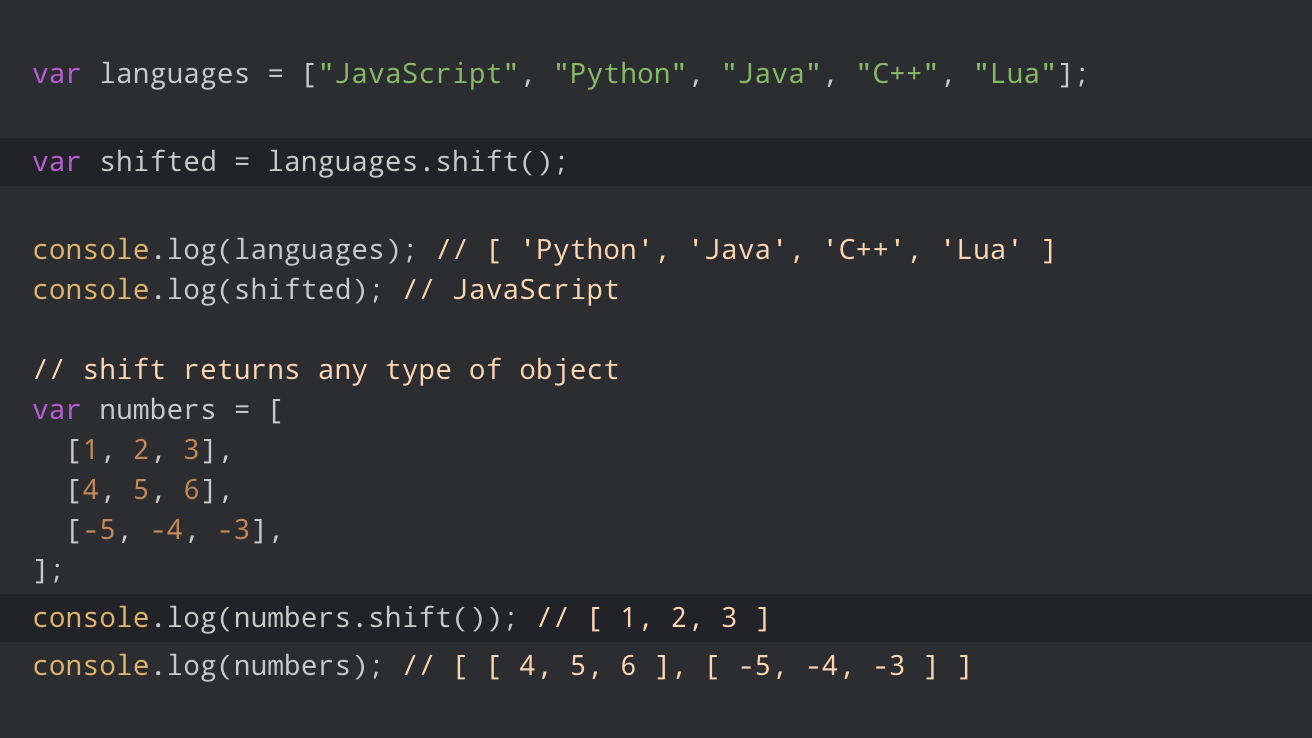 var languages = ["JavaScript", "Python", "Java", "C++", "Lua"];
var shifted = languages.shift();
console.log(languages); // [ 'Python', 'Java', 'C++', 'Lua' ]
console.log(shifted); // JavaScript
// shift returns any type of object
var numbers = [
  [1, 2, 3],
  [4, 5, 6],
  [-5, -4, -3],
];
console.log(numbers.shift()); // [ 1, 2, 3 ]
console.log(numbers); // [ [ 4, 5, 6 ], [ -5, -4, -3 ] ]